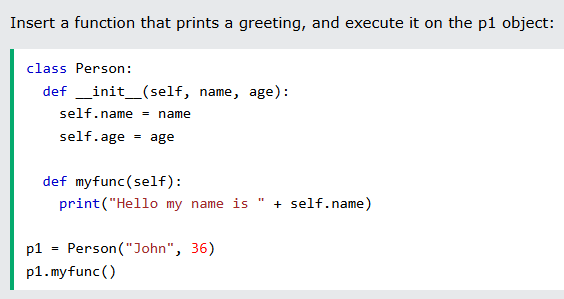 Insert a function that prints a greeting, and execute it on the p1 object:
class Person:
  def __init__(self, name, age):
    self.name = name
    self.age = age

  def myfunc(self):
    print("Hello my name is " + self.name)

p1 = Person("John", 36)
p1.myfunc()